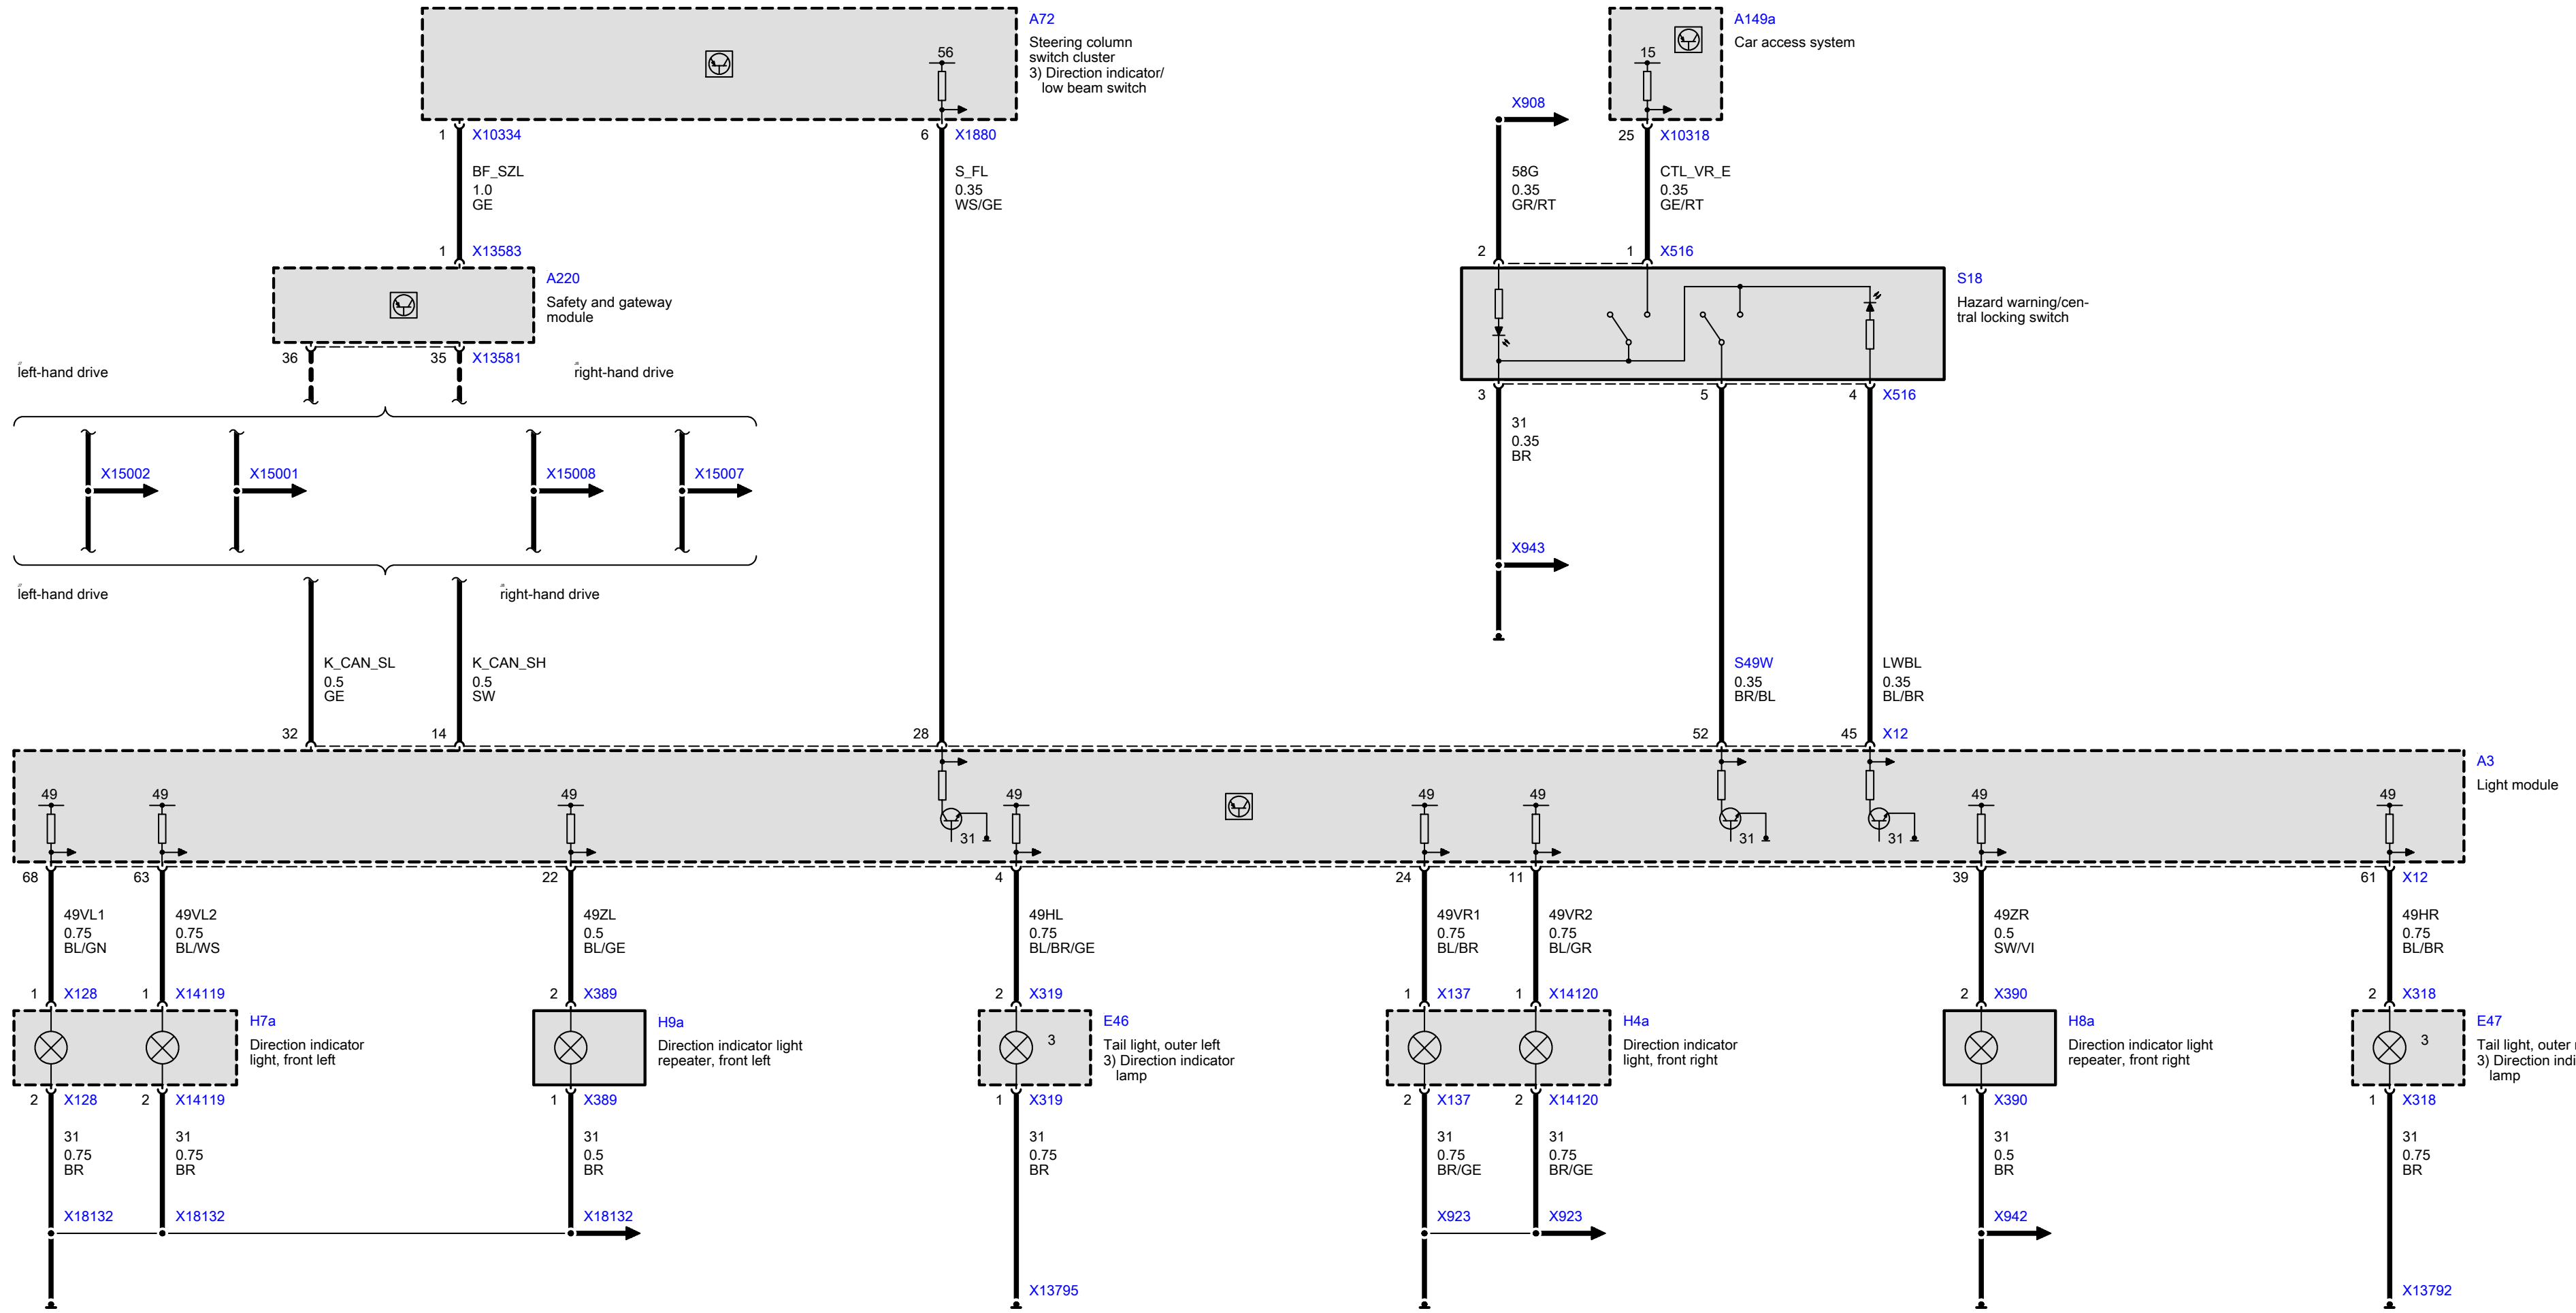 A72
Steering column
switch cluster
3) Direction indicator/
low beam switch
56
A149a
Car access system
15
1
X10334
6
X1880
X908
25
X10318
BF_SZL
1.0
GE
S_FL
0.35
WS/GE
58G
0.35
GR/RT
CTL_VR_E
0.35
GE/RT
1
X13583
2
1
X516
A220
Safety and gateway
module
S18
Hazard warning/cen-
tral locking switch
36
35
X13581
left-hand drive
right-hand drive
3
5
4
X516
31
0.35
BR
X15002
X15001
X15008
X15007
X943
left-hand drive
right-hand drive
K_CAN_SL
0.5
GE
K_CAN_SH
0.5
SW
S49W
0.35
BR/BL
LWBL
0.35
BL/BR
32
14
28
52
45
X12
A3
Light module
49
49
49
31
49
49
49
31
31
49
49
68
63
22
4
24
11
39
61
X12
49VL1
0.75
BL/GN
49VL2
0.75
BL/WS
49ZL
0.5
BL/GE
49HL
0.75
BL/BR/GE
49VR1
0.75
BL/BR
49VR2
0.75
BL/GR
49ZR
0.5
SW/VI
49HR
0.75
BL/BR
1
X128
1
X14119
2
X389
2
X319
1
X137
1
X14120
2
X390
2
X318
H7a
Direction indicator
light, front left
H9a
Direction indicator light
repeater, front left
3
E46
Tail light, outer left
3) Direction indicator
lamp
H4a
Direction indicator
light, front right
H8a
Direction indicator light
repeater, front right
3
E47
Tail light, outer
3) Direction
lamp
2
X128
2
X14119
1
X389
1
X319
2
X137
2
X14120
1
X390
1
X318
31
0.75
BR
31
0.75
BR
31
0.5
BR
31
0.75
BR
31
0.75
BR/GE
31
0.75
BR/GE
31
0.5
BR
31
0.75
BR
X18132
X18132
X18132
X923
X923
X942
X13795
X13792